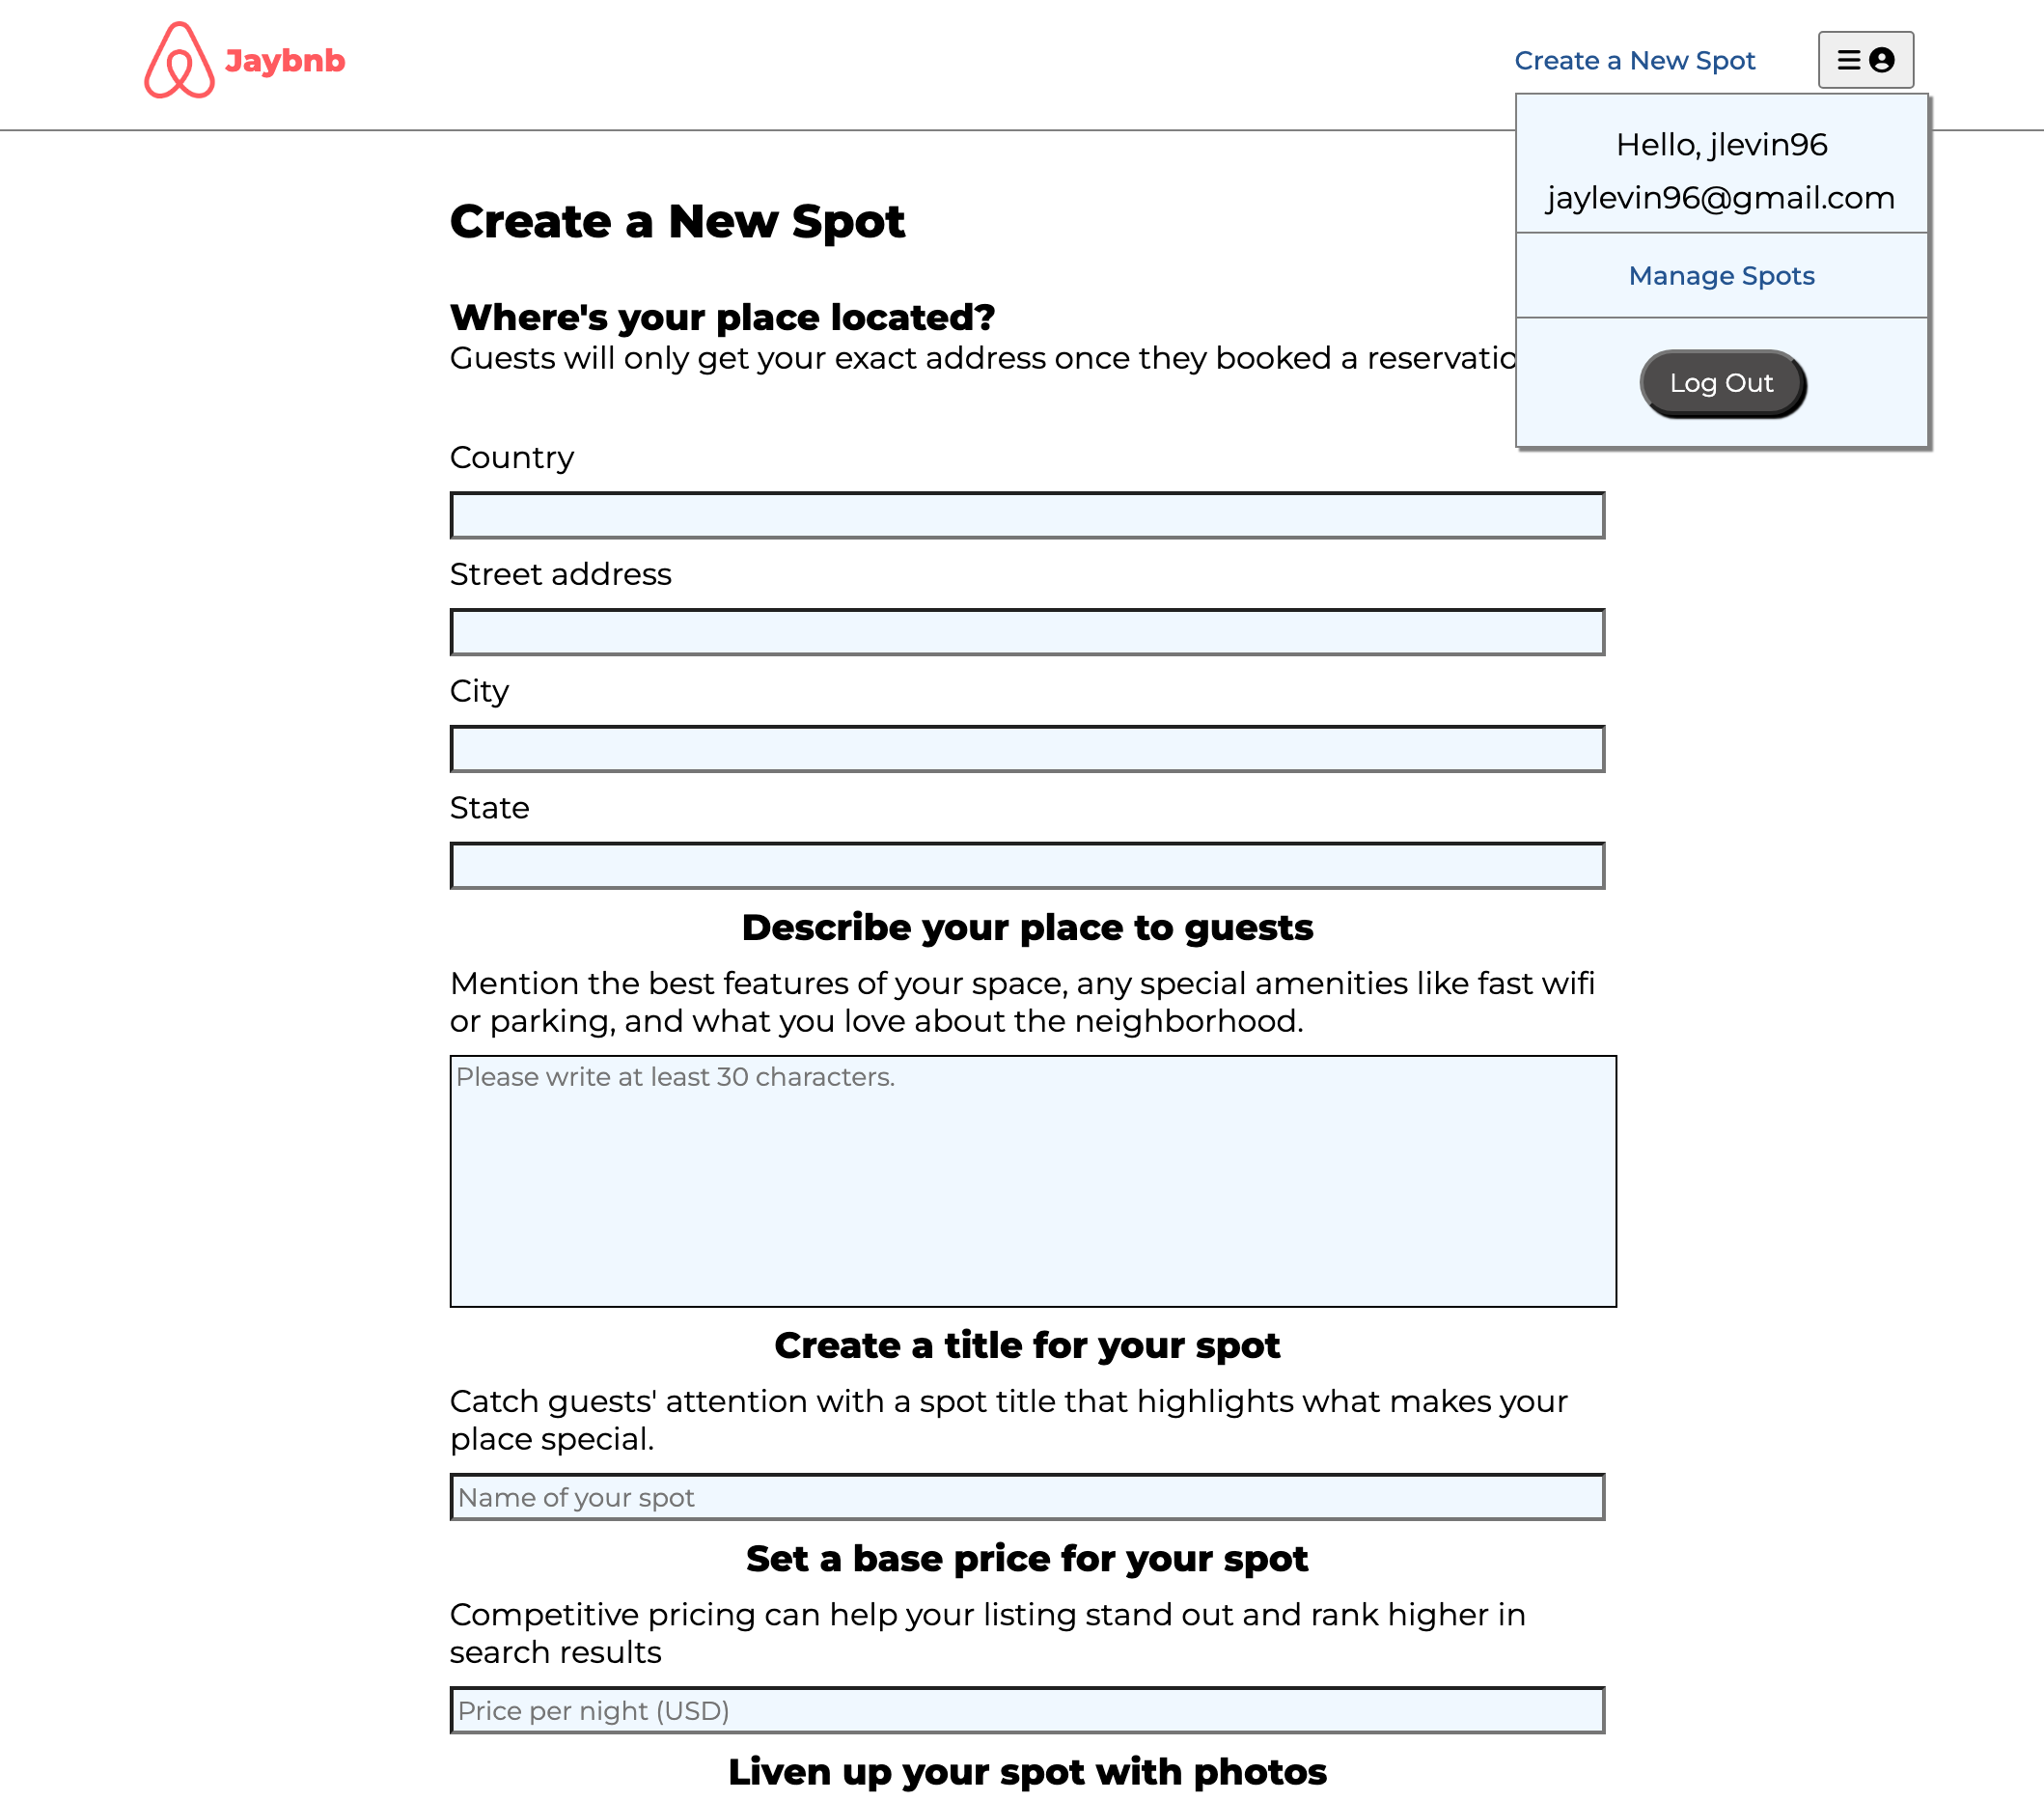 Jaybnb
Create a New Spot
Hello, jlevin96
jaylevin96@gmail.com
Manage Spots
Log Out
Create a New Spot
Where's your place located?
Guests will only get your exact address once they booked a reservatio
Country
Street address
City
State
Describe your place to guests
Mention the best features of your space, any special amenities like fast wifi
or parking, and what you love about the neighborhood.
Please write at least 30 characters.
Create a title for your spot
Catch guests' attention with a spot title that highlights what makes your
place special.
Name of your spot
Set a base price for your spot
Competitive pricing can help your listing stand out and rank higher in
search results
Price per night (USD)
Liven up your spot with photos